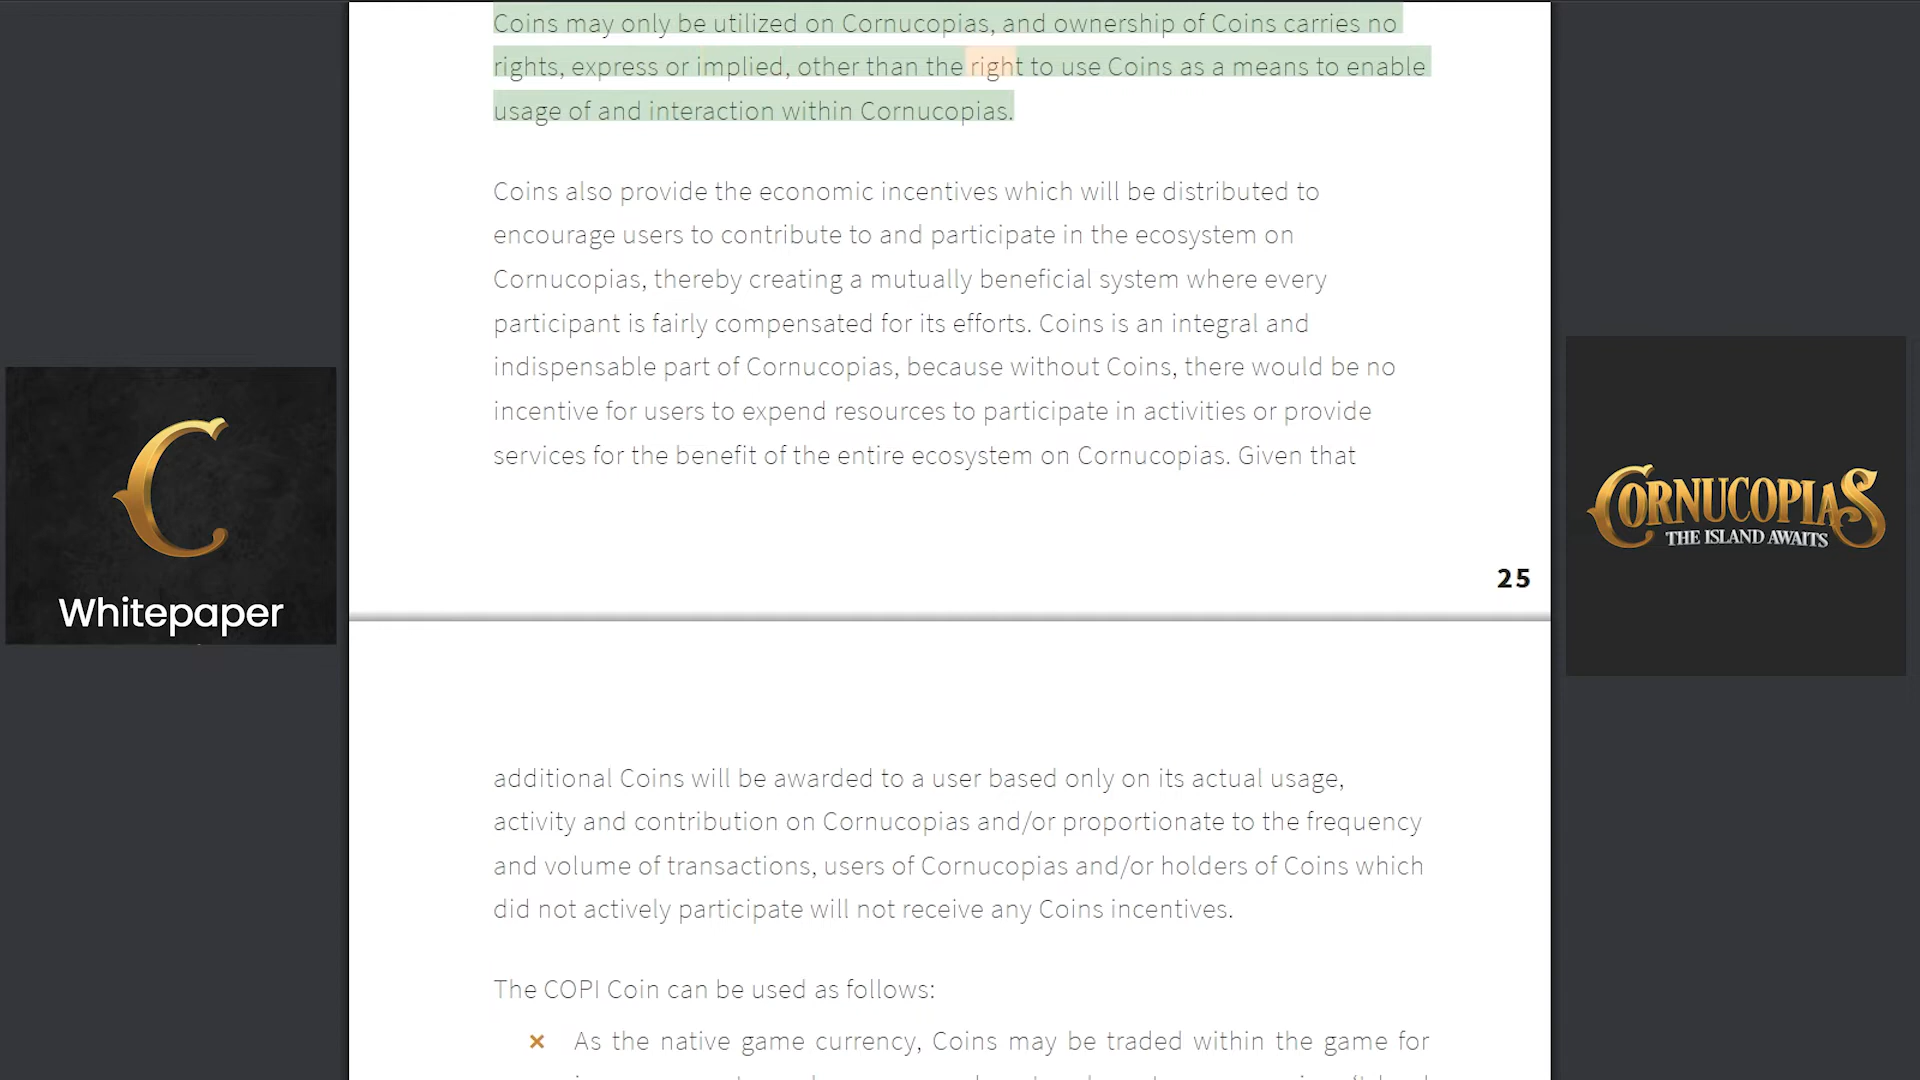 Coins may only be utilized on Cornucopias, and ownership of Coins carries no
rights, express or implied, other than the right to use Coins as a means to enable
usage of and interaction within Cornucopias.
Coins also provide the economic incentives which will be distributed to
encourage users to contribute to and participate in the ecosystem on
Cornucopias, thereby creating a mutually beneficial system where every
participant is fairly compensated for its efforts. Coins is an integral and
indispensable part of Cornucopias, because without Coins, there would be no
incentive for users to expend resources to participate in activities or provide
services for the benefit of the entire ecosystem on Cornucopias. Given that
25
additional Coins will be awarded to a user based only on its actual usage,
activity and contribution on Cornucopias and/or proportionate to the frequency
and volume of transactions, users of Cornucopias and/or holders of Coins which
did not actively participate will not receive any Coins incentives.
The COPI Coin can be used as follows:
× As the native game currency, Coins may be traded within the game for
C
Whitepaper
CORNUCOPIAS
THE ISLAND AWAITS